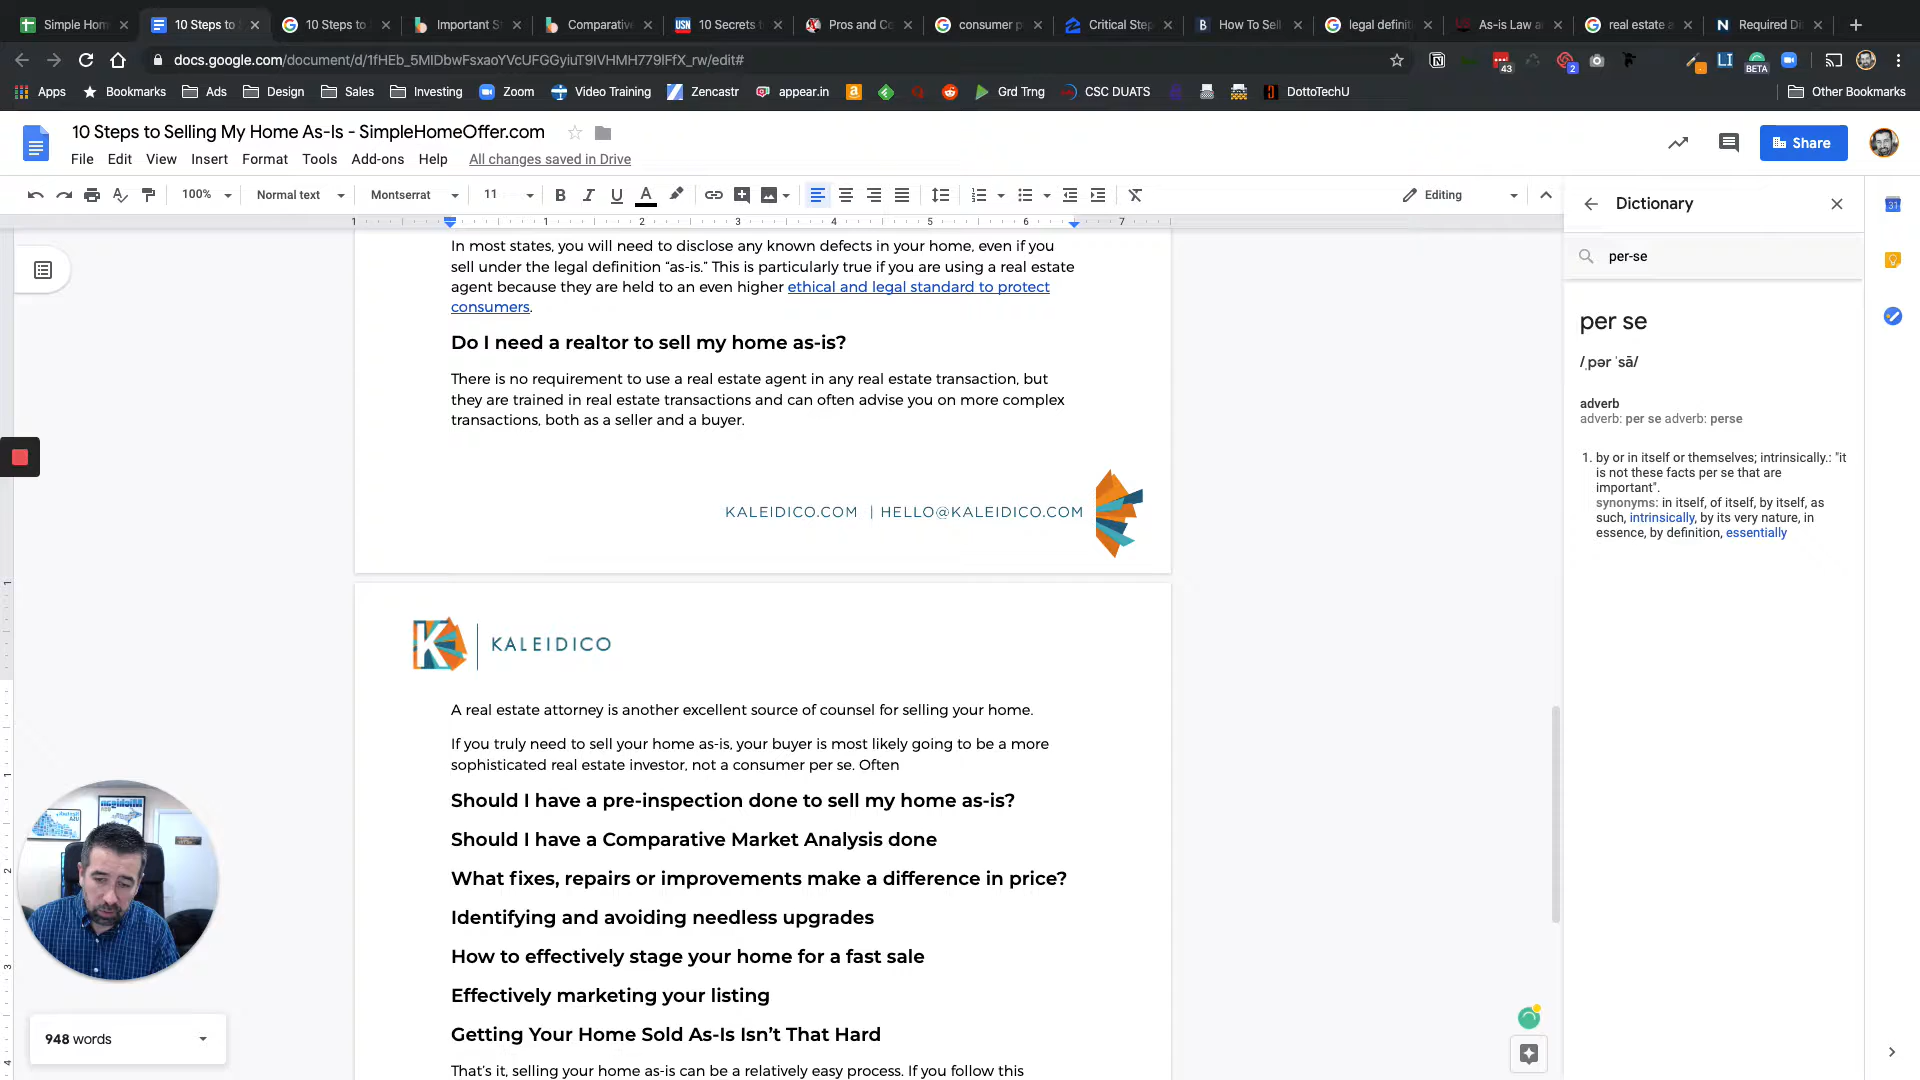 Simple Hom
10 Steps to
10 Steps to
Important S
Comparative
10 Secrets t
Pros and Co
consumer p
Critical Step
How To Sell
legal definit
As-is Law a
real estate a
Required Di
docs.google.com/document/d/1fHEb_5MIDbwFsxaoYVcUFGGyiuT9IVHMH779lFfX_rw/edit#
43
2
BETA
Apps
Bookmarks
Ads
Design
Sales
Investing
Zoom
Video Training
Zencastr
appear.in
Grd Trng
CSC DUATS
DottoTechU
Other Bookmarks
10 Steps to Selling My Home As-Is - SimpleHomeOffer.com
File Edit View Insert Format Tools Add-ons Help All changes saved in Drive
Share
100% Normal text Montserrat 11 Editing
1 1 2 3 4 5 6 7
Dictionary
per-se
per se
/ˌpər ˈsā/
adverb
adverb: per se adverb: perse
1. by or in itself or themselves; intrinsically.: "it
is not these facts per se that are
important".
synonyms: in itself, of itself, by itself, as
such, intrinsically, by its very nature, in
essence, by definition, essentially
31
In most states, you will need to disclose any known defects in your home, even if you
sell under the legal definition “as-is.” This is particularly true if you are using a real estate
agent because they are held to an even higher ethical and legal standard to protect
consumers.
Do I need a realtor to sell my home as-is?
There is no requirement to use a real estate agent in any real estate transaction, but
they are trained in real estate transactions and can often advise you on more complex
transactions, both as a seller and a buyer.
KALEIDICO.COM | HELLO@KALEIDICO.COM
K KALEIDICO
A real estate attorney is another excellent source of counsel for selling your home.
If you truly need to sell your home as-is, your buyer is most likely going to be a more
sophisticated real estate investor, not a consumer per se. Often
Should I have a pre-inspection done to sell my home as-is?
Should I have a Comparative Market Analysis done
What fixes, repairs or improvements make a difference in price?
Identifying and avoiding needless upgrades
How to effectively stage your home for a fast sale
Effectively marketing your listing
Getting Your Home Sold As-Is Isn’t That Hard
That’s it, selling your home as-is can be a relatively easy process. If you follow this
948 words